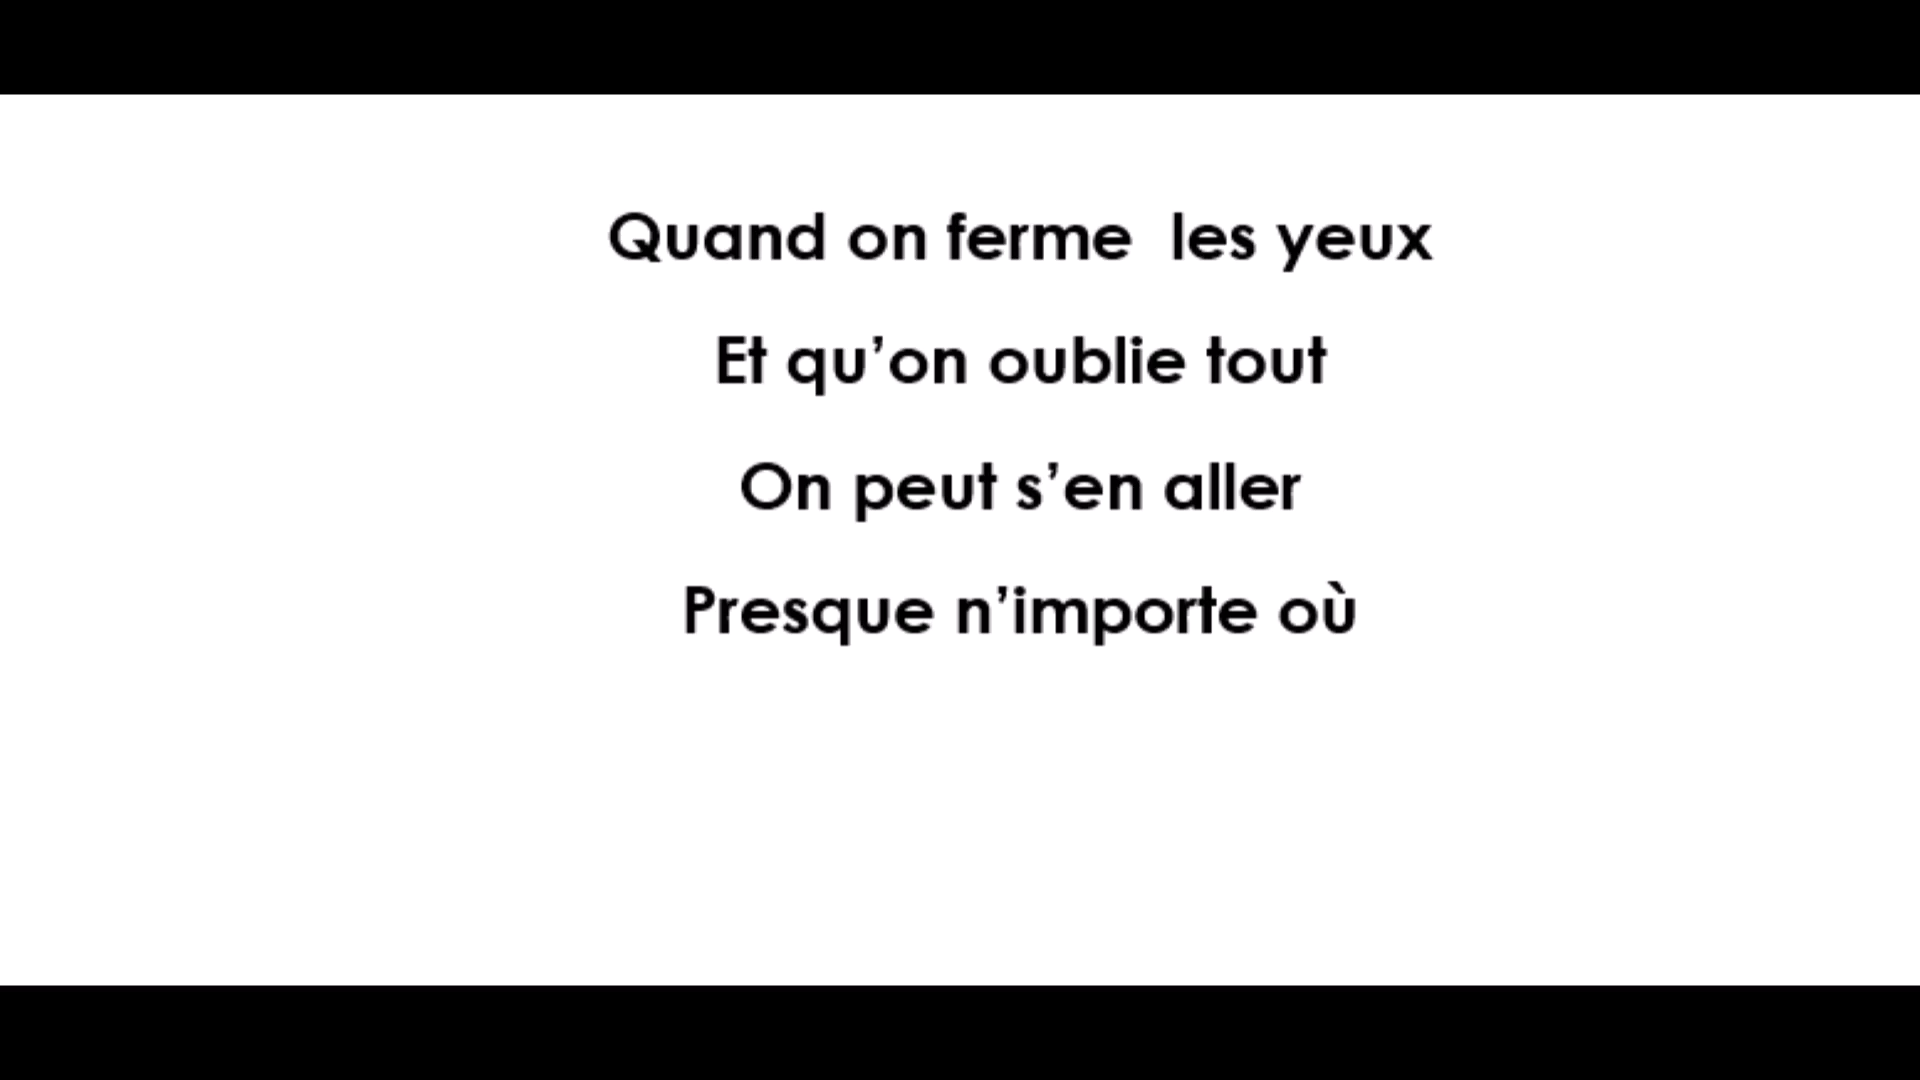 Quand on ferme  les yeux
Et qu’on oublie tout
On peut s’en aller
Presque n’importe où